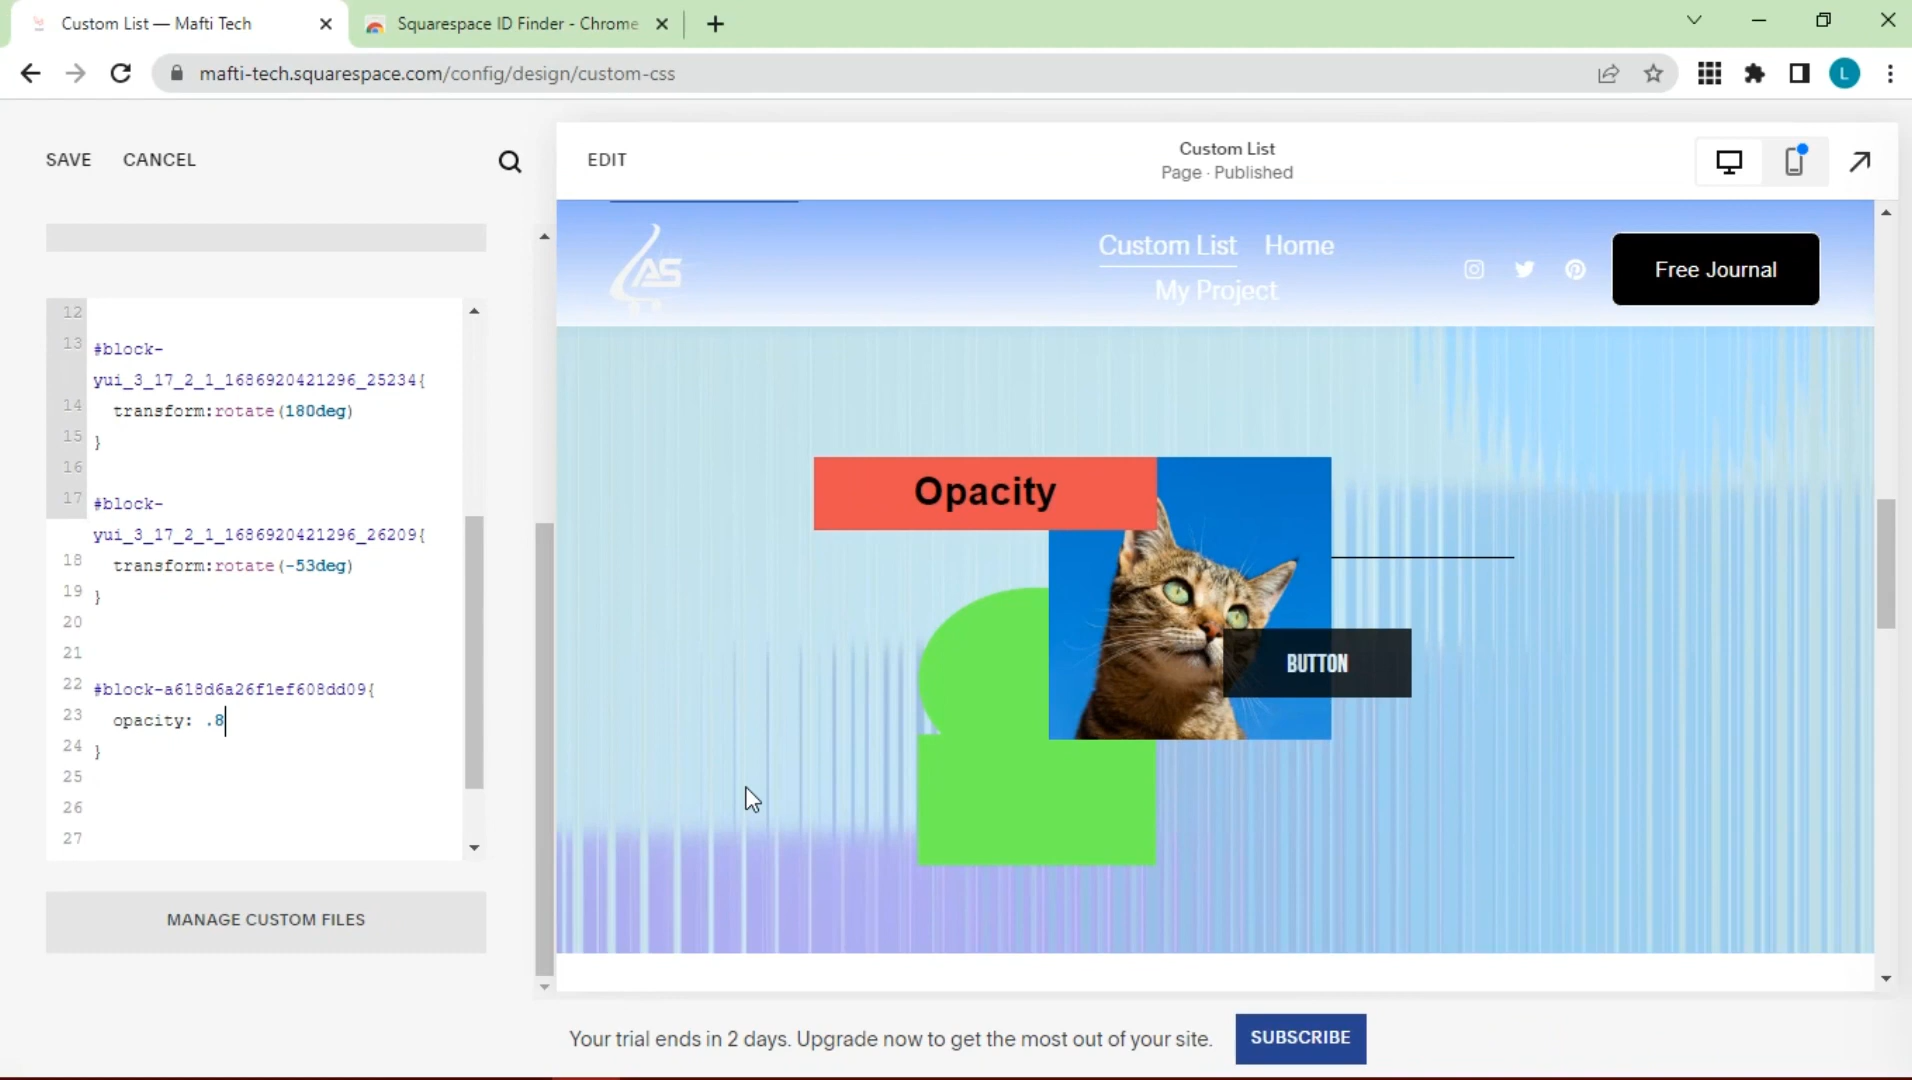 Custom List — Mafti Tech
Squarespace ID Finder - Chrome
mafti-tech.squarespace.com/config/design/custom-css
L
SAVE CANCEL
EDIT
Custom List
Page · Published
AS
Custom List Home
My Project
Free Journal
12
13 #block-
yui_3_17_2_1_1686920421296_25234{
14 transform:rotate(180deg)
15 }
16
17 #block-
yui_3_17_2_1_1686920421296_26209{
18 transform:rotate(-53deg)
19 }
20
21
22 #block-a618d6a26f1ef608dd09{
23 opacity: .8
24 }
25
26
27
Opacity
BUTTON
MANAGE CUSTOM FILES
Your trial ends in 2 days. Upgrade now to get the most out of your site.
SUBSCRIBE